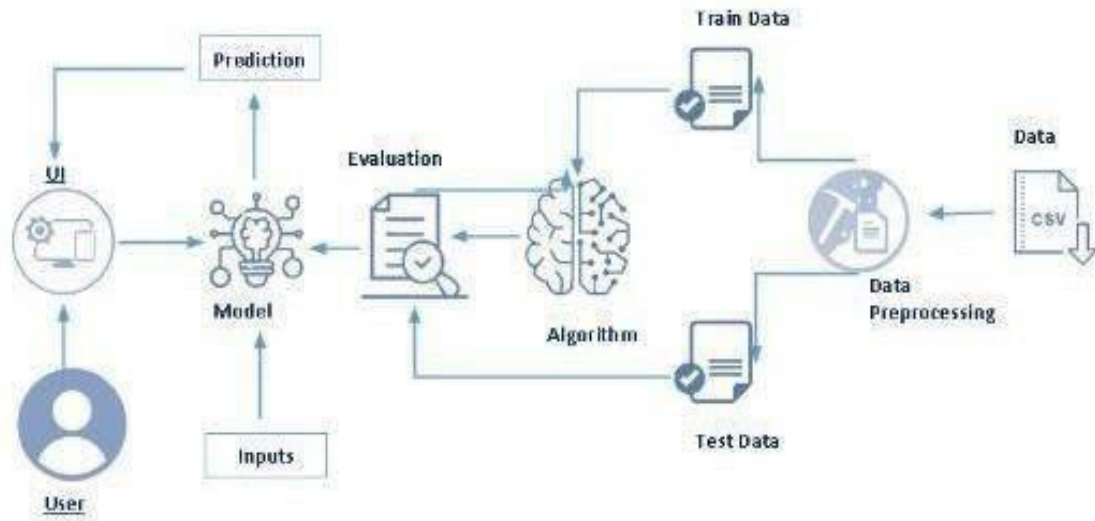 Train Data
Prediction
Data
Evaluation
UI
CSV
Model
Data
Preprocessing
Algorithm
Test Data
Inputs
User